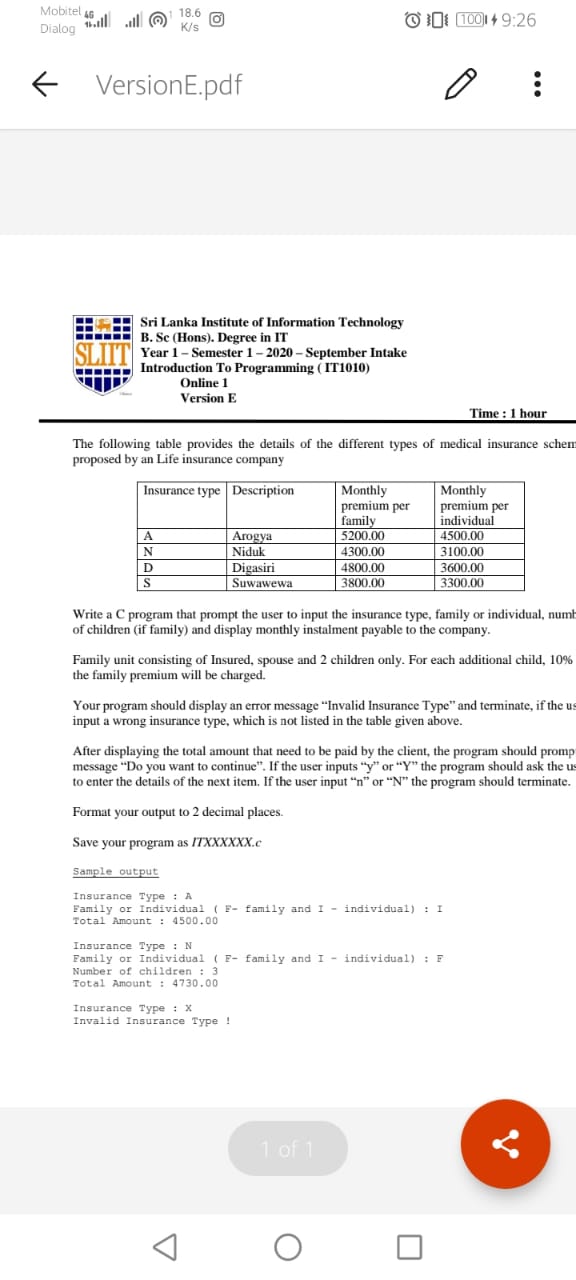 Mobitel 4G 18.6 100 9:26
Dialog K/s
VersionE.pdf
SLIIT
Sri Lanka Institute of Information Technology
B. Sc (Hons). Degree in IT
Year 1 – Semester 1 – 2020 – September Intake
Introduction To Programming ( IT1010)
Online 1
Version E
Time : 1 hour
The following table provides the details of the different types of medical insurance schem
proposed by an Life insurance company
Insurance type Description Monthly premium per family Monthly premium per individual
A Arogya 5200.00 4500.00
N Niduk 4300.00 3100.00
D Digasiri 4800.00 3600.00
S Suwawewa 3800.00 3300.00
Write a C program that prompt the user to input the insurance type, family or individual, numb
of children (if family) and display monthly instalment payable to the company.
Family unit consisting of Insured, spouse and 2 children only. For each additional child, 10%
the family premium will be charged.
Your program should display an error message “Invalid Insurance Type” and terminate, if the us
input a wrong insurance type, which is not listed in the table given above.
After displaying the total amount that need to be paid by the client, the program should promp
message “Do you want to continue”. If the user inputs “y” or “Y” the program should ask the us
to enter the details of the next item. If the user input “n” or “N” the program should terminate.
Format your output to 2 decimal places.
Save your program as ITXXXXXX.c
Sample output
Insurance Type : A
Family or Individual ( F- family and I - individual) : I
Total Amount : 4500.00
Insurance Type : N
Family or Individual ( F- family and I - individual) : F
Number of children : 3
Total Amount : 4730.00
Insurance Type : X
Invalid Insurance Type !
1 of 1